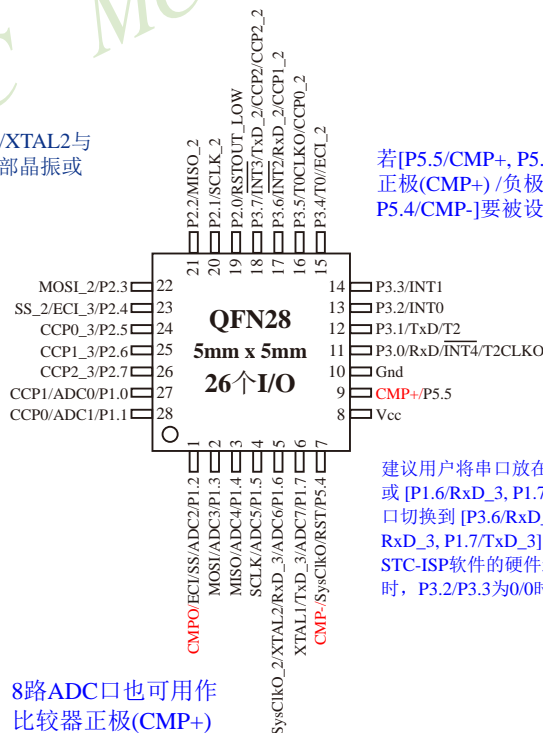 C MC
/XTAL2与
部晶振或
P2.2/MISO_2
P2.1/SCLK_2
P2.0/RSTOUT_LOW
P3.7/INT3/TxD_2/CCP2/CCP2_2
P3.6/INT2/RxD_2/CCP1_2
P3.5/T0CLKO/CCP0_2
P3.4/T0//ECI_2
若[P5.5/CMP+, P5.
正极(CMP+) /负极
P5.4/CMP-]要被设
21 20 19 18 17 16 15
MOSI_2/P2.3 22
SS_2/ECI_3/P2.4 23
CCP0_3/P2.5 24
CCP1_3/P2.6 25
CCP2_3/P2.7 26
CCP1/ADC0/P1.0 27
CCP0/ADC1/P1.1 28
QFN28
5mm x 5mm
26个I/O
14 P3.3/INT1
13 P3.2/INT0
12 P3.1/TxD/T2
11 P3.0/RxD/INT4/T2CLKO
10 Gnd
9 CMP+/P5.5
8 Vcc
1 2 3 4 5 6 7
CMPO/ECI/SS/ADC2/P1.2
MOSI/ADC3/P1.3
MISO/ADC4/P1.4
SCLK/ADC5/P1.5
SysClkO_2/XTAL2/RxD_3/ADC6/P1.6
XTAL1/TxD_3/ADC7/P1.7
CMP-/SysClkO/RST/P5.4
建议用户将串口放在
或 [P1.6/RxD_3, P1.7
口切换到 [P3.6/RxD_
RxD_3, P1.7/TxD_3]
STC-ISP软件的硬件
时，P3.2/P3.3为0/0时
8路ADC口也可用作
比较器正极(CMP+)